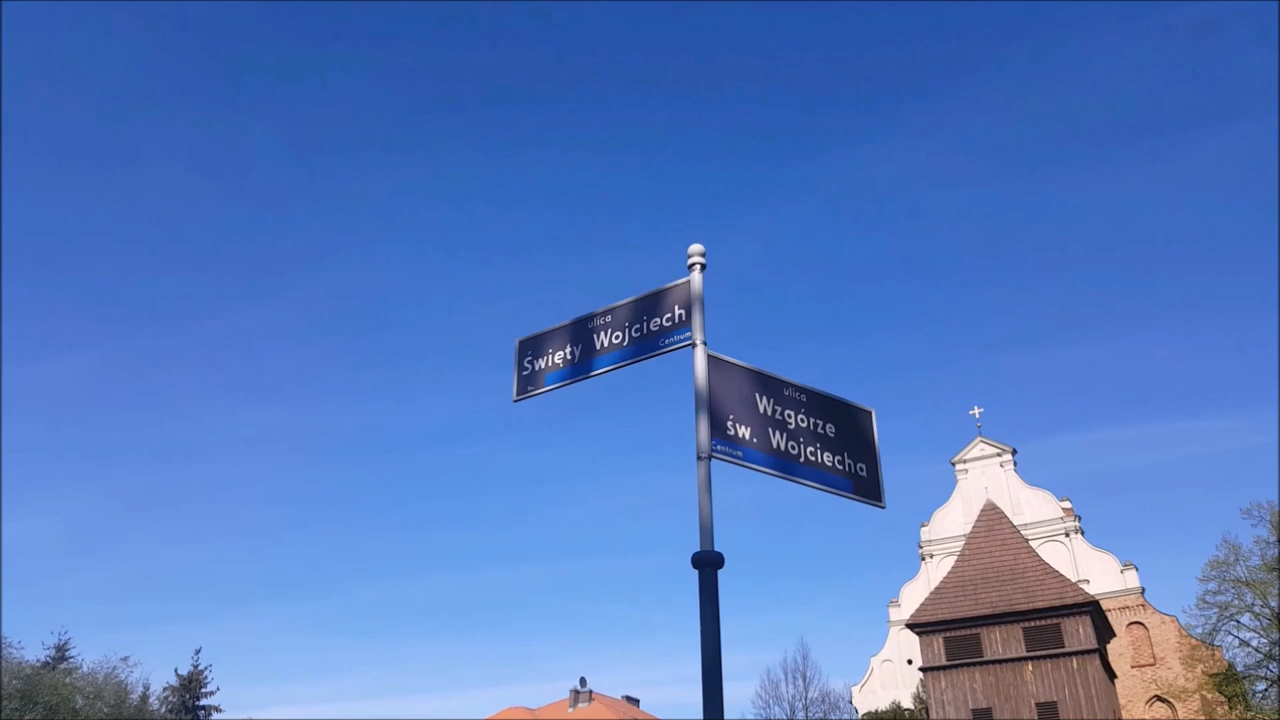 ulica
Święty Wojciech
Centrum
ulica
Wzgórze
św. Wojciecha
Centrum